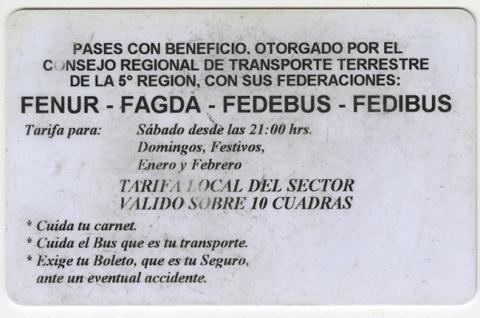 PASES CON BENEFICIO, OTORGADO POR EL
CONSEJO REGIONAL DE TRANSPORTE TERRESTRE
DE LA 5° REGION, CON SUS FEDERACIONES:
FENUR - FAGDA - FEDEBUS - FEDIBUS
Tarifa para: Sábado desde las 21:00 hrs.
Domingos, Festivos,
Enero y Febrero
TARIFA LOCAL DEL SECTOR
VALIDO SOBRE 10 CUADRAS
* Cuida tu carnet.
* Cuida el Bus que es tu transporte.
* Exige tu Boleto, que es tu Seguro,
ante un eventual accidente.